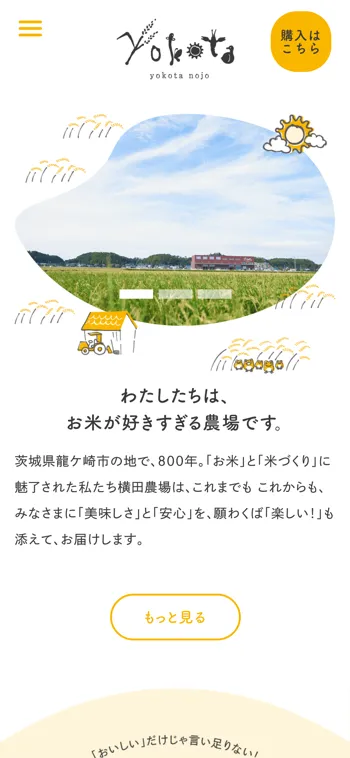 Yokota
yokota nojo
購入は
こちら
わたしたちは、
お米が好きすぎる農場です。
茨城県龍ケ崎市の地で、800年。「お米」と「米づくり」に
魅了された私たち横田農場は、これまでも これからも、
みなさまに「美味しさ」と「安心」を、願わくば「楽しい！」も
添えて、お届けします。
もっと見る
「おいしい」だけじゃ言い足りない！